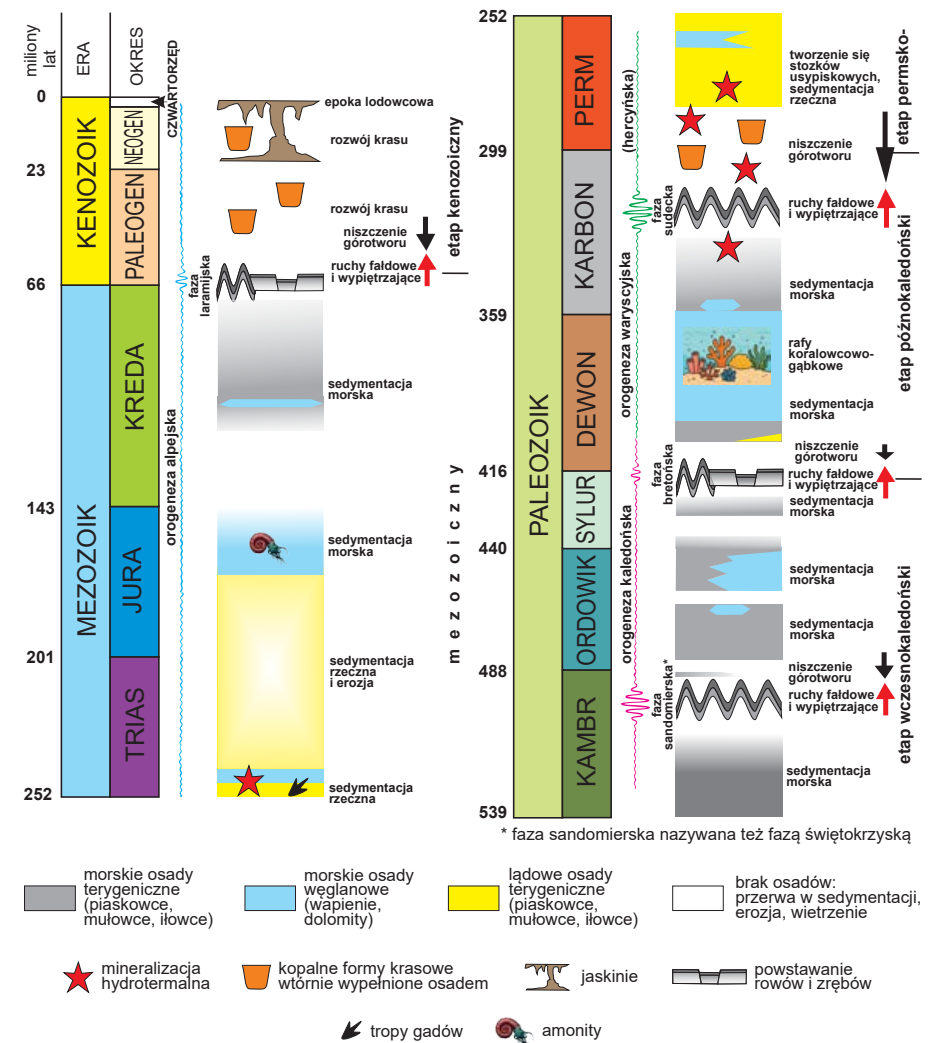 miliony
lat
ERA
OKRES
CZWARTORZĘD
0
23
66
143
201
252
KENOZOIK
MEZOZOIK
NEOGEN
PALEOGEN
KREDA
JURA
TRIAS
orogeneza alpejska
faza
laramijska
epoka lodowcowa
rozwój krasu
rozwój krasu
niszczenie
górotworu
ruchy fałdowe
i wypiętrzające
sedymentacja
morska
sedymentacja
morska
sedymentacja
rzeczna
i erozja
sedymentacja
rzeczna
etap kenozoiczny
mezozoiczny
252
299
359
416
440
488
539
PALEOZOIK
PERM
KARBON
DEWON
SYLUR
ORDOWIK
KAMBR
(hercyńska)
orogeneza waryscyjska
orogeneza kaledońska
faza
sudecka
faza
bretońska
faza
sandomierska*
tworzenie się
stozków
usypiskowych,
sedymentacja
rzeczna
niszczenie
górotworu
ruchy fałdowe
i wypiętrzające
sedymentacja
morska
rafy
koralowcowo-
gąbkowe
sedymentacja
morska
niszczenie
górotworu
ruchy fałdowe
i wypiętrzające
sedymentacja
morska
sedymentacja
morska
sedymentacja
morska
niszczenie
górotworu
ruchy fałdowe
i wypiętrzające
sedymentacja
morska
etap permsko-
etap późnokaledoński
etap wczesnokaledoński
* faza sandomierska nazywana też fazą świętokrzyską
morskie osady
terygeniczne
(piaskowce,
mułowce, iłowce)
morskie osady
węglanowe
(wapienie,
dolomity)
lądowe osady
terygeniczne
(piaskowce,
mułowce, iłowce)
brak osadów:
przerwa w sedymentacji,
erozja, wietrzenie
mineralizacja
hydrotermalna
kopalne formy krasowe
wtórnie wypełnione osadem
jaskinie
powstawanie
rowów i zrębów
tropy gadów
amonity